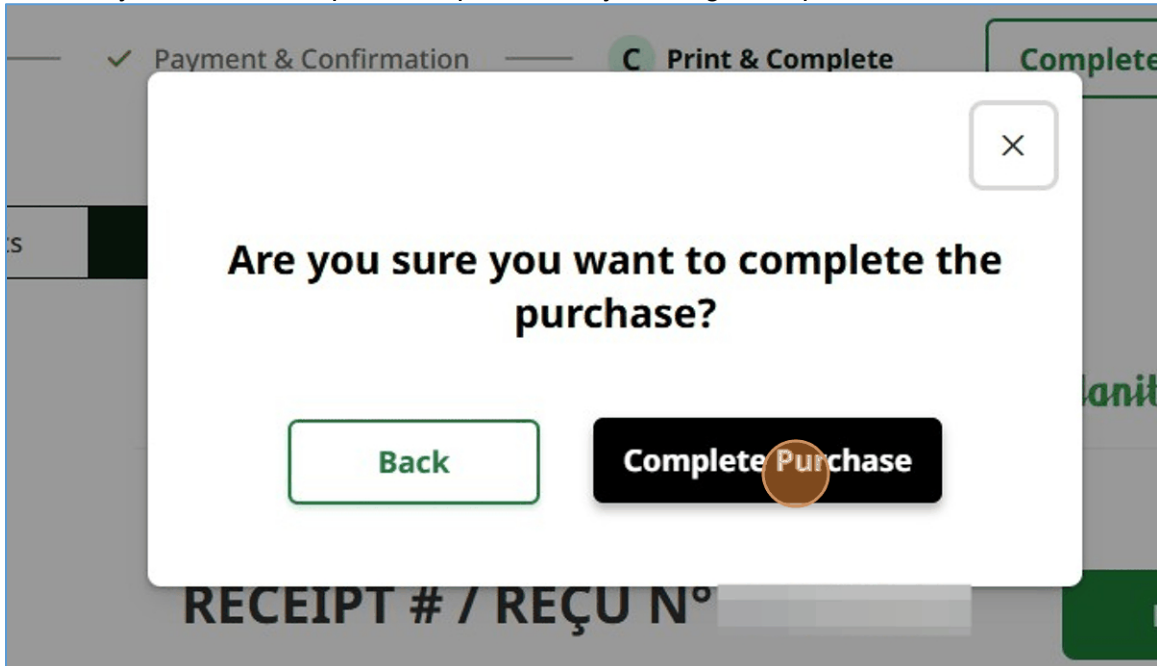 Payment & Confirmation
C Print & Complete
Complete
Are you sure you want to complete the
purchase?
Back
Complete Purchase
RECEIPT # / REÇU N°